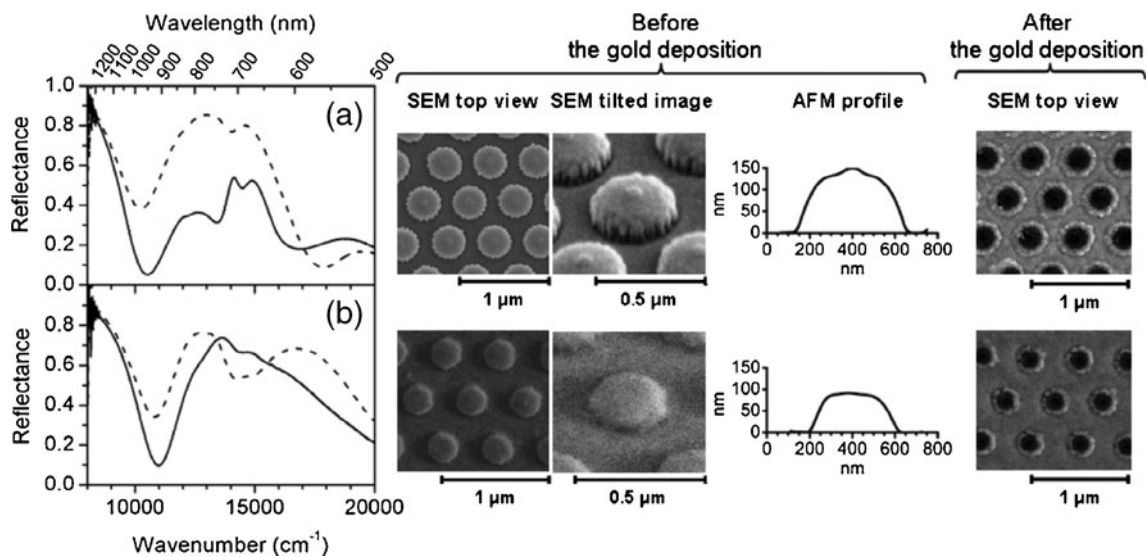 Wavelength (nm)
1200 1100 1000 900 800 700 600 500
Before
the gold deposition
After
the gold deposition
SEM top view SEM tilted image AFM profile SEM top view
Reflectance
1.0
0.8
0.6
0.4
0.2
0.0
(a)
nm
150
100
50
0
0 200 400 600 800
nm
1 µm 0.5 µm 1 µm
Reflectance
0.8
0.6
0.4
0.2
0.0
(b)
nm
150
100
50
0
0 200 400 600 800
nm
1 µm 0.5 µm 1 µm
10000 15000 20000
Wavenumber (cm⁻¹)